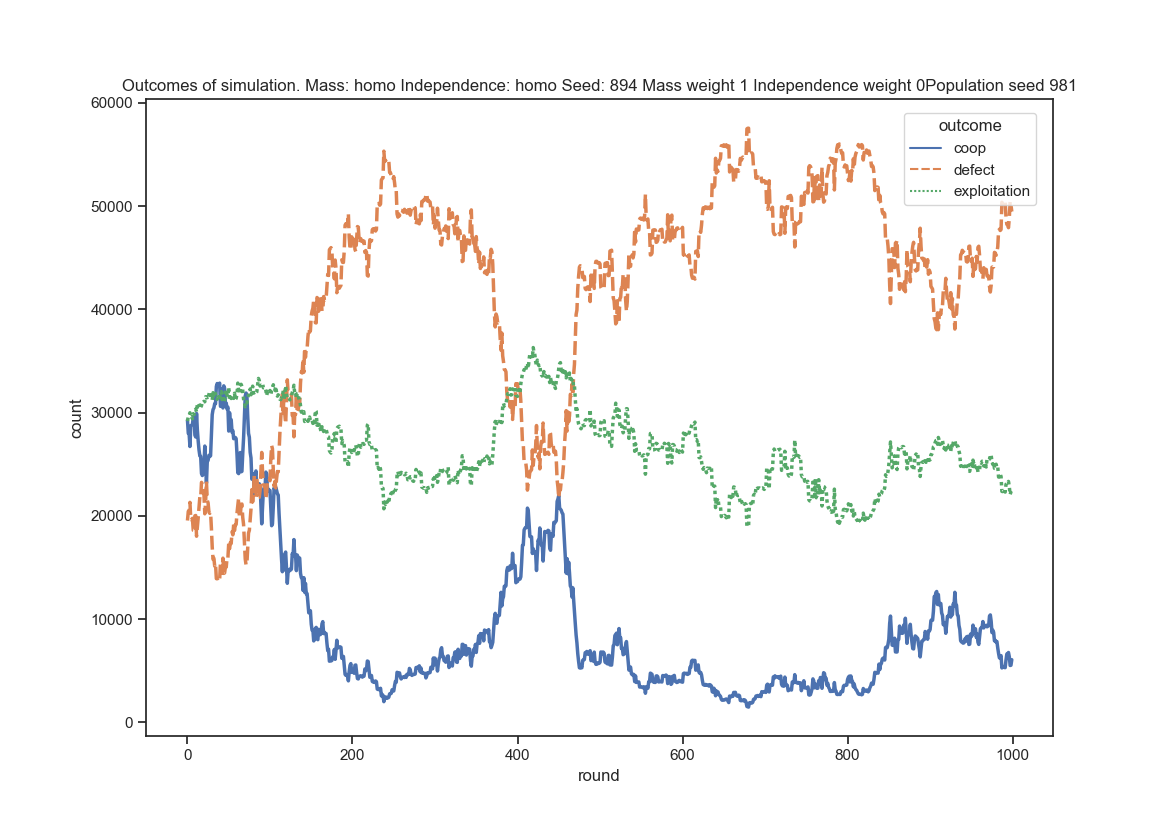 Outcomes of simulation. Mass: homo Independence: homo Seed: 894 Mass weight 1 Independence weight 0Population seed 981
60000
50000
40000
30000
20000
10000
0
count
outcome
coop
defect
exploitation
0
200
400
600
800
1000
round